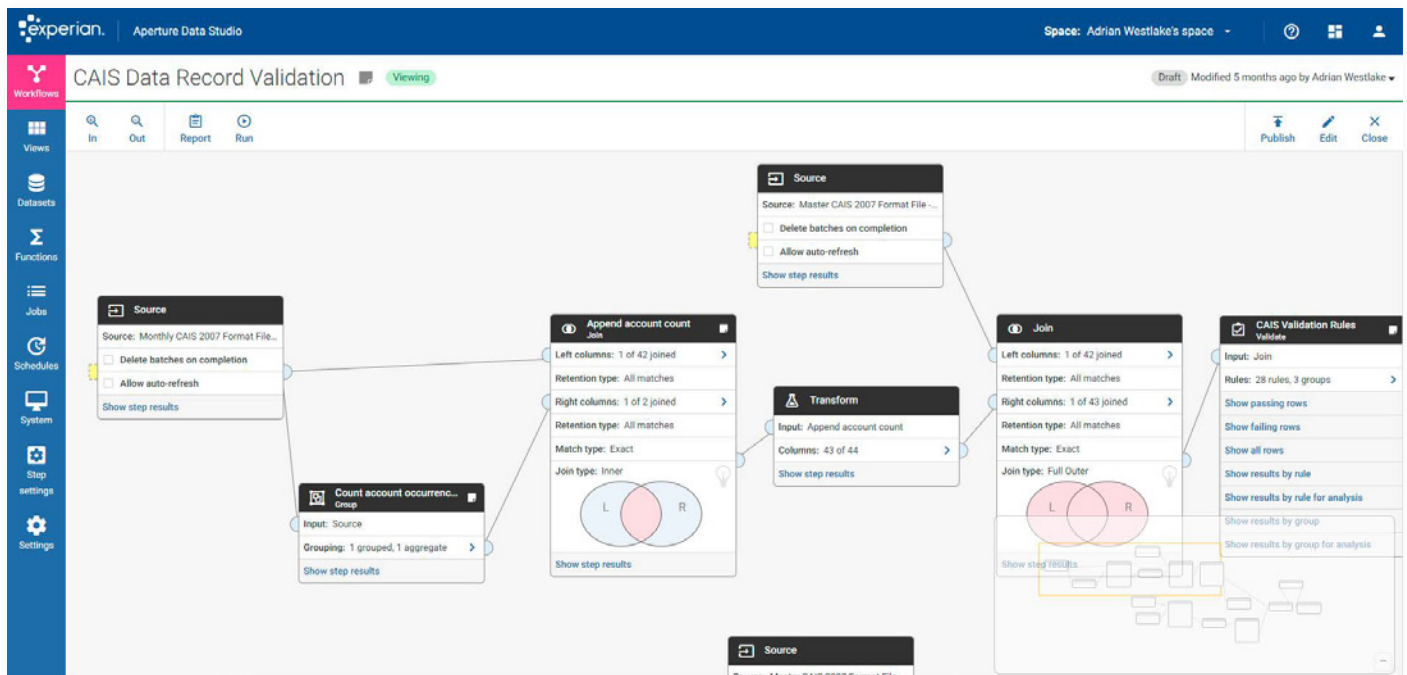 experian.
Aperture Data Studio
Space: Adrian Westlake's space
Workflows
CAIS Data Record Validation
Viewing
Draft Modified 5 months ago by Adrian Westlake
In
Out
Report
Run
Publish
Edit
Close
Views
Datasets
Functions
Jobs
Schedules
System
Step settings
Settings
Source
Source: Monthly CAIS 2007 Format File...
Delete batches on completion
Allow auto-refresh
Show step results
Count account occurrenc...
Group
Input: Source
Grouping: 1 grouped, 1 aggregate
Show step results
Append account count
Join
Left columns: 1 of 42 joined
Retention type: All matches
Right columns: 1 of 2 joined
Retention type: All matches
Match type: Exact
Join type: Inner
L
R
Show step results
Source
Source: Master CAIS 2007 Format File -...
Delete batches on completion
Allow auto-refresh
Show step results
Transform
Input: Append account count
Columns: 43 of 44
Show step results
Join
Left columns: 1 of 42 joined
Retention type: All matches
Right columns: 1 of 43 joined
Retention type: All matches
Match type: Exact
Join type: Full Outer
L
R
Show step results
CAIS Validation Rules
Validate
Input: Join
Rules: 28 rules, 3 groups
Show passing rows
Show failing rows
Show all rows
Show results by rule
Show results by rule for analysis
Show results by group
Show results by group for analysis
Source